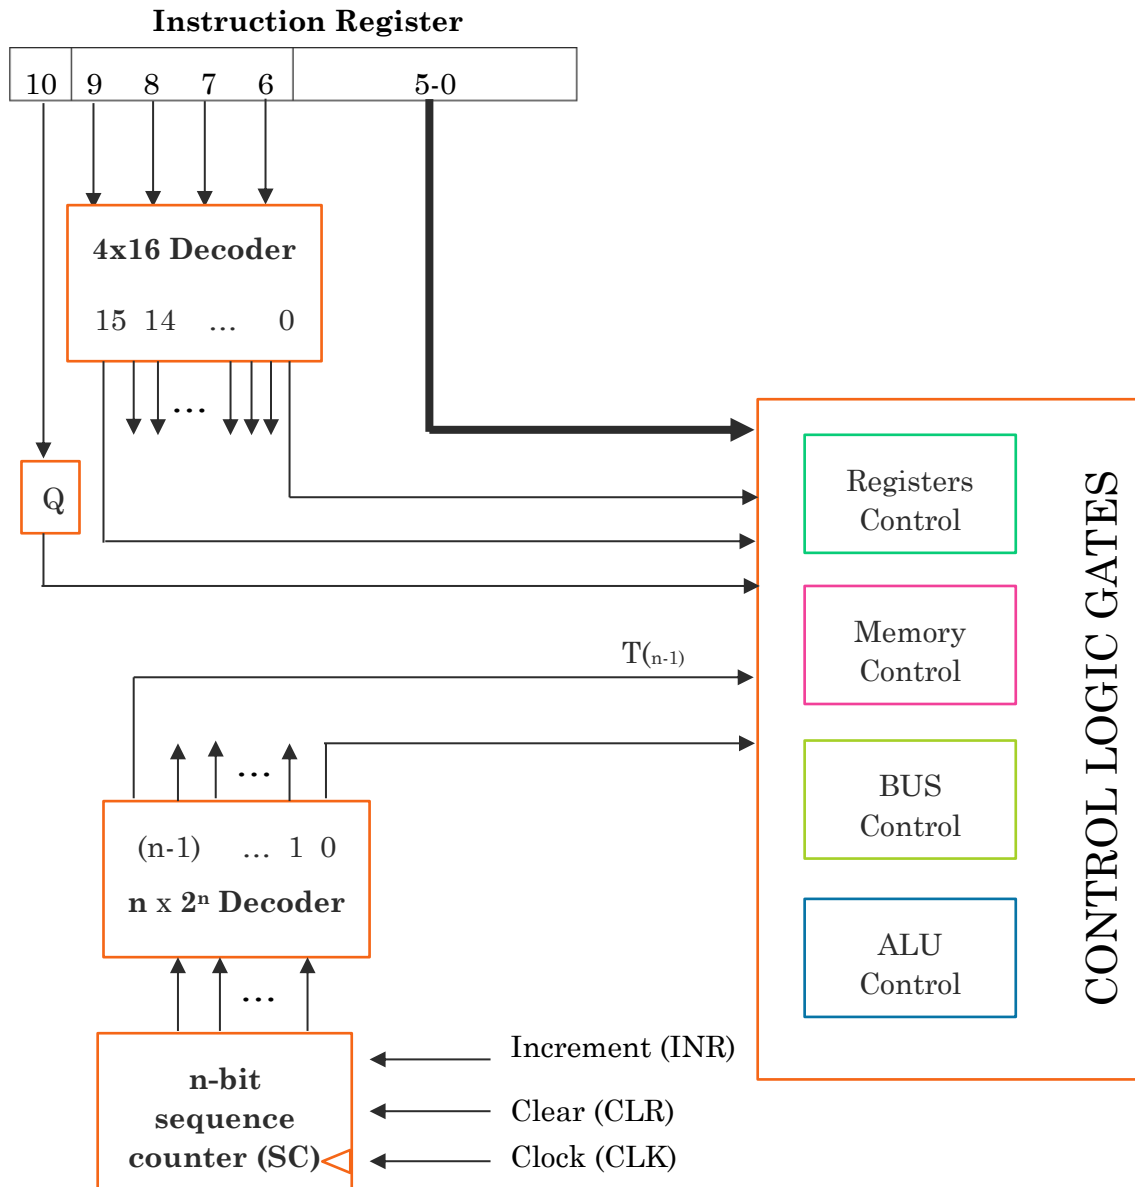 Instruction Register
10 9 8 7 6 5-0
4x16 Decoder
15 14 ... 0
...
Q
T(n-1)
...
(n-1) ... 1 0
n x 2ⁿ Decoder
...
n-bit
sequence
counter (SC)
Increment (INR)
Clear (CLR)
Clock (CLK)
Registers
Control
Memory
Control
BUS
Control
ALU
Control
CONTROL LOGIC GATES